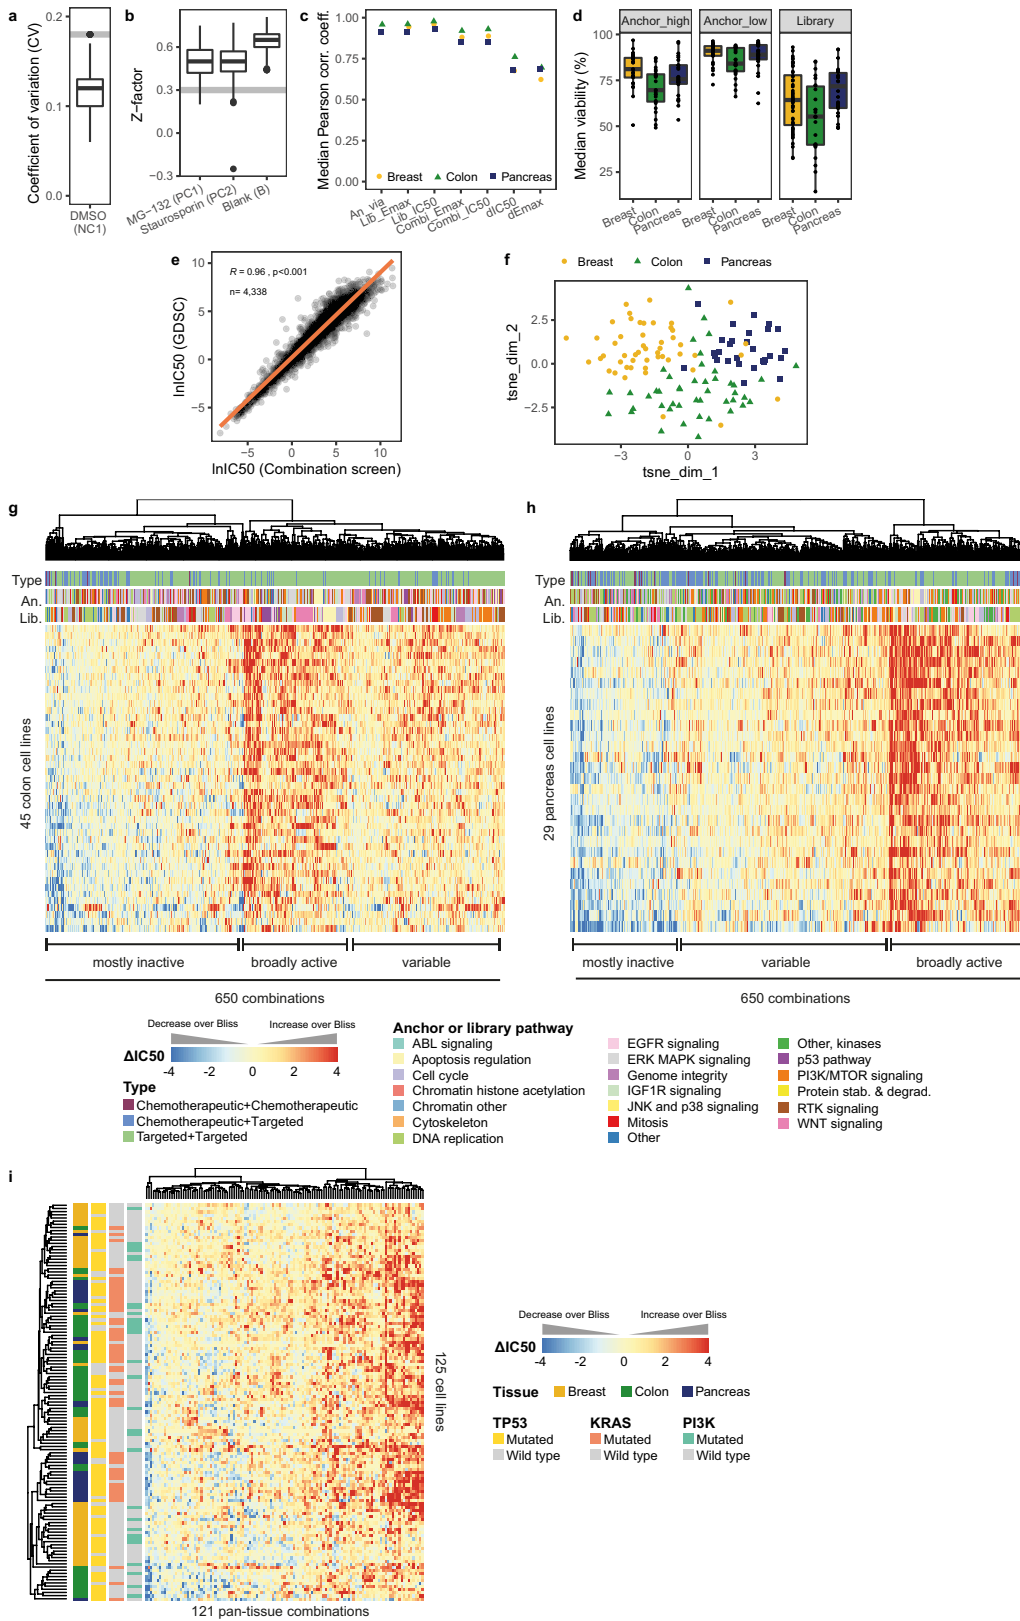 a
Coefficient of variation (CV)
0.2
0.1
0.0
DMSO
(NC1)
b
Z-factor
0.6
0.3
0.0
−0.3
MG-132 (PC1)
Staurosporin (PC2)
Blank (B)
c
Median Pearson corr. coeff.
1.00
0.75
0.50
0.25
0.00
Breast
Colon
Pancreas
An_via
Lib_Emax
Lib_IC50
Combi_Emax
Combi_IC50
dIC50
dEmax
d
Anchor_high
Anchor_low
Library
Median viability (%)
100
75
50
25
Breast
Colon
Pancreas
Breast
Colon
Pancreas
Breast
Colon
Pancreas
e
R = 0.96 , p<0.001
n= 4,338
lnIC50 (GDSC)
10
5
0
−5
−5
0
5
10
lnIC50 (Combination screen)
f
Breast
Colon
Pancreas
tsne_dim_2
2.5
0.0
−2.5
−3
0
3
tsne_dim_1
g
Type
An.
Lib.
45 colon cell lines
mostly inactive
broadly active
variable
650 combinations
h
Type
An.
Lib.
29 pancreas cell lines
mostly inactive
variable
broadly active
650 combinations
Decrease over Bliss
Increase over Bliss
ΔIC50
-4
-2
0
2
4
Type
Chemotherapeutic+Chemotherapeutic
Chemotherapeutic+Targeted
Targeted+Targeted
Anchor or library pathway
ABL signaling
Apoptosis regulation
Cell cycle
Chromatin histone acetylation
Chromatin other
Cytoskeleton
DNA replication
EGFR signaling
ERK MAPK signaling
Genome integrity
IGF1R signaling
JNK and p38 signaling
Mitosis
Other
Other, kinases
p53 pathway
PI3K/MTOR signaling
Protein stab. & degrad.
RTK signaling
WNT signaling
i
125 cell lines
121 pan-tissue combinations
Decrease over Bliss
Increase over Bliss
ΔIC50
-4
-2
0
2
4
Tissue
Breast
Colon
Pancreas
TP53
Mutated
Wild type
KRAS
Mutated
Wild type
PI3K
Mutated
Wild type